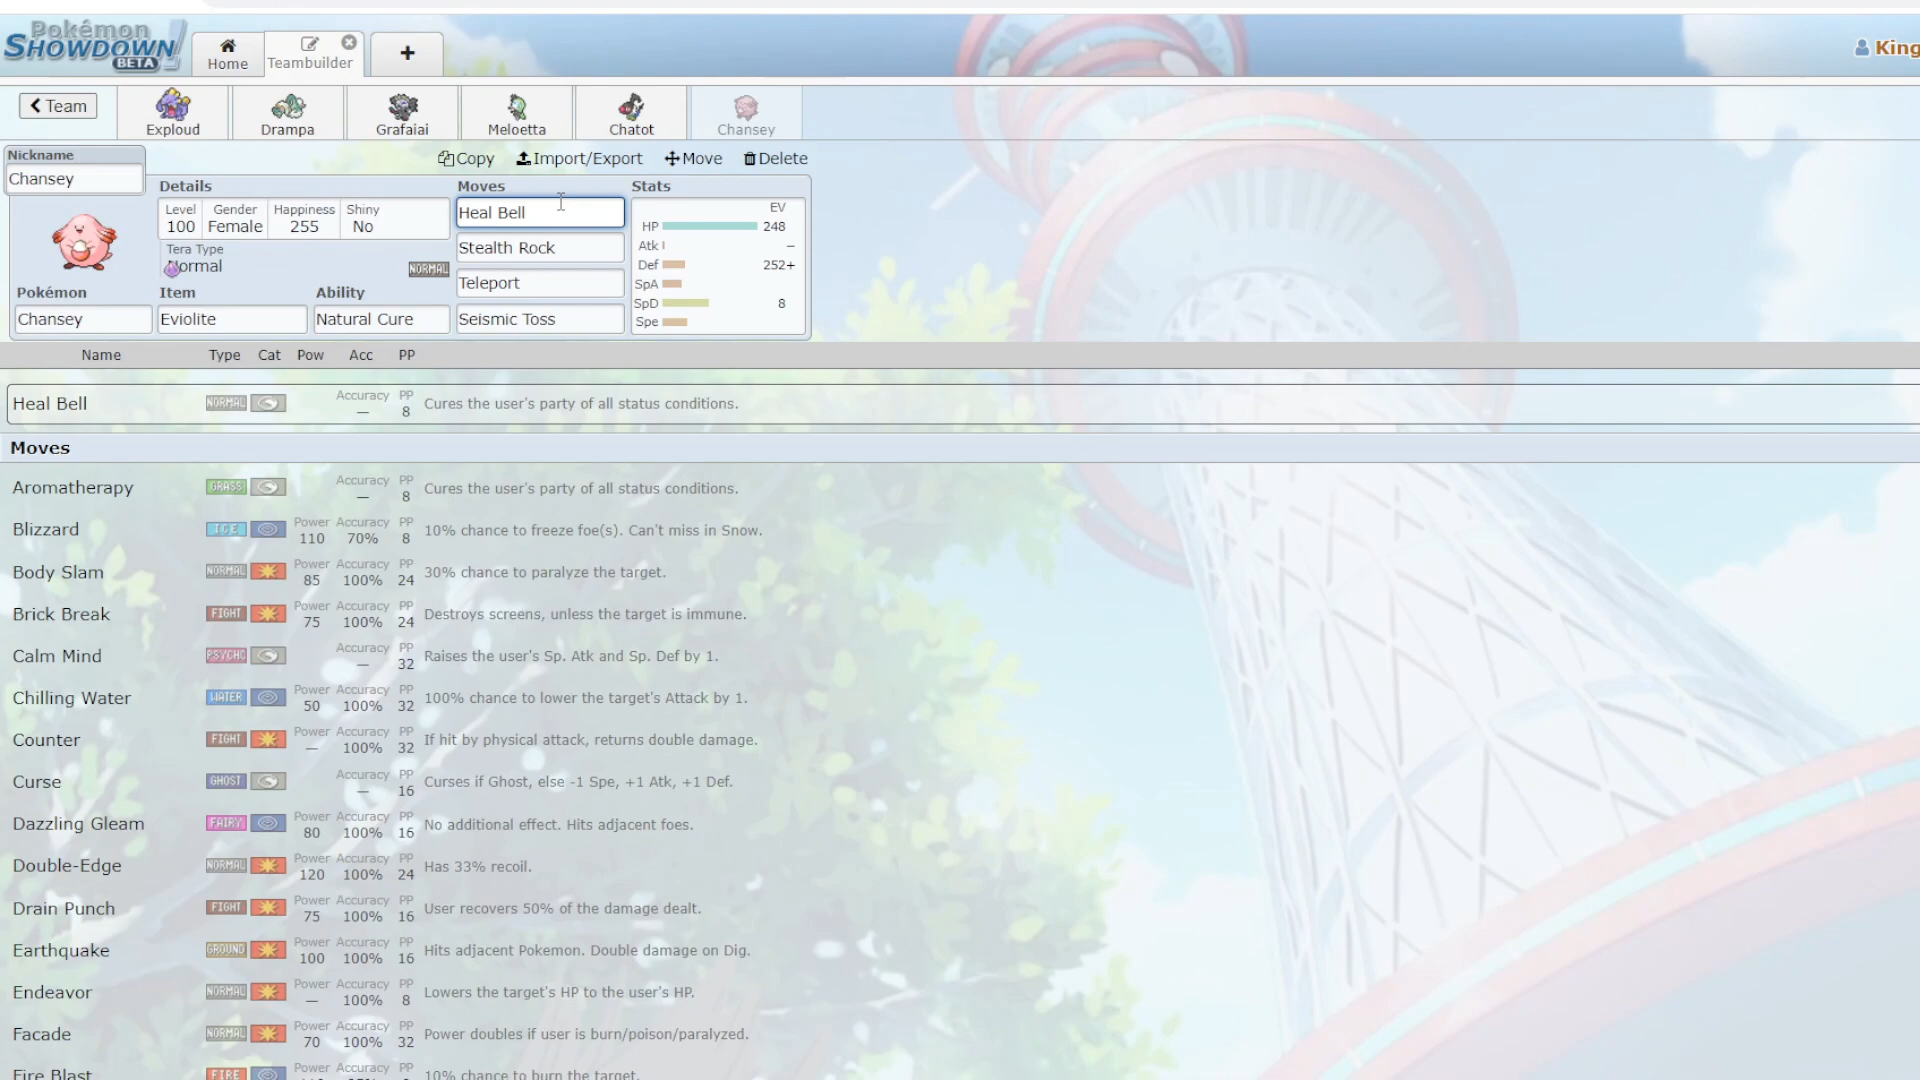 Pokémon
SHOWDOWN!
BETA
Home
Teambuilder
+
King
Team
Exploud
Drampa
Grafaiai
Meloetta
Chatot
Chansey
Nickname
Chansey
Copy Import/Export Move Delete
Details
Level Gender Happiness Shiny
100 Female 255 No
Tera Type
Normal
NORMAL
Pokémon Item Ability
Chansey Eviolite Natural Cure
Moves
Heal Bell
Stealth Rock
Teleport
Seismic Toss
Stats
EV
HP 248
Atk –
Def 252+
SpA
SpD 8
Spe
Name Type Cat Pow Acc PP
Heal Bell NORMAL Accuracy — PP 8 Cures the user's party of all status conditions.
Moves
Aromatherapy GRASS Accuracy — PP 8 Cures the user's party of all status conditions.
Blizzard ICE Power 110 Accuracy 70% PP 8 10% chance to freeze foe(s). Can't miss in Snow.
Body Slam NORMAL Power 85 Accuracy 100% PP 24 30% chance to paralyze the target.
Brick Break FIGHT Power 75 Accuracy 100% PP 24 Destroys screens, unless the target is immune.
Calm Mind PSYCHC Accuracy — PP 32 Raises the user's Sp. Atk and Sp. Def by 1.
Chilling Water WATER Power 50 Accuracy 100% PP 32 100% chance to lower the target's Attack by 1.
Counter FIGHT Power — Accuracy 100% PP 32 If hit by physical attack, returns double damage.
Curse GHOST Accuracy — PP 16 Curses if Ghost, else -1 Spe, +1 Atk, +1 Def.
Dazzling Gleam FAIRY Power 80 Accuracy 100% PP 16 No additional effect. Hits adjacent foes.
Double-Edge NORMAL Power 120 Accuracy 100% PP 24 Has 33% recoil.
Drain Punch FIGHT Power 75 Accuracy 100% PP 16 User recovers 50% of the damage dealt.
Earthquake GROUND Power 100 Accuracy 100% PP 16 Hits adjacent Pokemon. Double damage on Dig.
Endeavor NORMAL Power — Accuracy 100% PP 8 Lowers the target's HP to the user's HP.
Facade NORMAL Power 70 Accuracy 100% PP 32 Power doubles if user is burn/poison/paralyzed.
Fire Blast FIRE Power Accuracy PP 10% chance to burn the target.